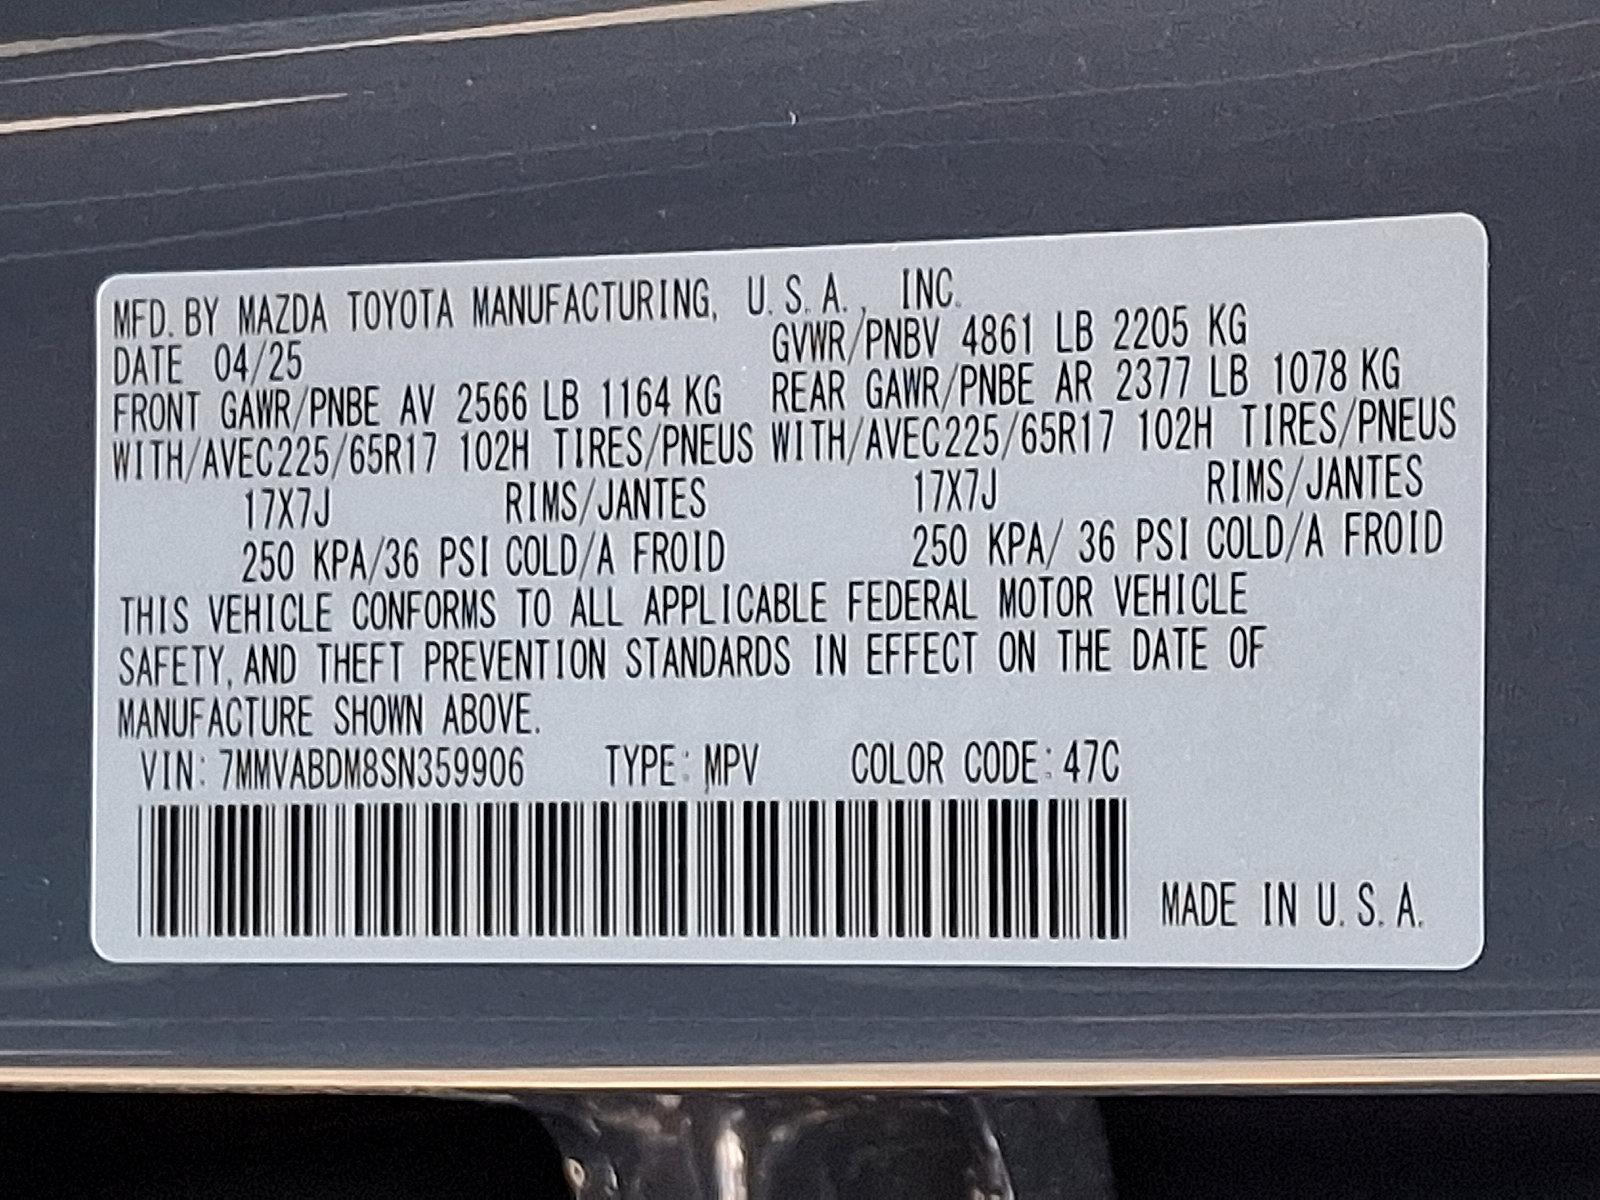 MFD. BY MAZDA TOYOTA MANUFACTURING, U.S.A., INC.
DATE 04/25 GVWR/PNBV 4861 LB 2205 KG
FRONT GAWR/PNBE AV 2566 LB 1164 KG REAR GAWR/PNBE AR 2377 LB 1078 KG
WITH/AVEC225/65R17 102H TIRES/PNEUS WITH/AVEC225/65R17 102H TIRES/PNEUS
17X7J RIMS/JANTES 17X7J RIMS/JANTES
250 KPA/36 PSI COLD/A FROID 250 KPA/ 36 PSI COLD/A FROID
THIS VEHICLE CONFORMS TO ALL APPLICABLE FEDERAL MOTOR VEHICLE
SAFETY, AND THEFT PREVENTION STANDARDS IN EFFECT ON THE DATE OF
MANUFACTURE SHOWN ABOVE.
VIN: 7MMVABDM8SN359906 TYPE: MPV COLOR CODE: 47C
MADE IN U.S.A.